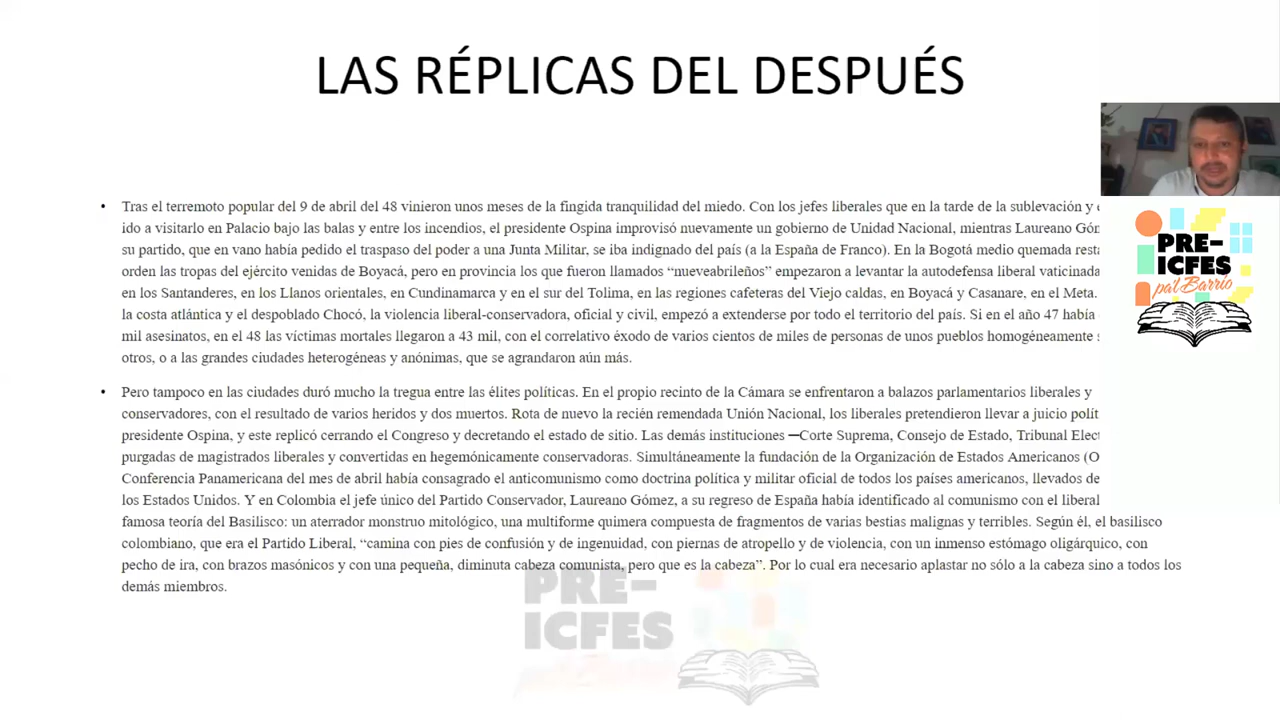 LAS RÉPLICAS DEL DESPUÉS
• Tras el terremoto popular del 9 de abril del 48 vinieron unos meses de la fingida tranquilidad del miedo. Con los jefes liberales que en la tarde de la sublevación y
ido a visitarlo en Palacio bajo las balas y entre los incendios, el presidente Ospina improvisó nuevamente un gobierno de Unidad Nacional, mientras Laureano
su partido, que en vano había pedido el traspaso del poder a una Junta Militar, se iba indignado del país (a la España de Franco). En la Bogotá medio quemada
orden las tropas del ejército venidas de Boyacá, pero en provincia los que fueron llamados “nueveabrileños” empezaron a levantar la autodefensa liberal vaticinada
en los Santanderes, en los Llanos orientales, en Cundinamarca y en el sur del Tolima, en las regiones cafeteras del Viejo caldas, en Boyacá y Casanare, en el Meta.
la costa atlántica y el despoblado Chocó, la violencia liberal-conservadora, oficial y civil, empezó a extenderse por todo el territorio del país. Si en el año 47 había
mil asesinatos, en el 48 las víctimas mortales llegaron a 43 mil, con el correlativo éxodo de varios cientos de miles de personas de unos pueblos homogéneamente
otros, o a las grandes ciudades heterogéneas y anónimas, que se agrandaron aún más.
• Pero tampoco en las ciudades duró mucho la tregua entre las élites políticas. En el propio recinto de la Cámara se enfrentaron a balazos parlamentarios liberales y
conservadores, con el resultado de varios heridos y dos muertos. Rota de nuevo la recién remendada Unión Nacional, los liberales pretendieron llevar a juicio
presidente Ospina, y este replicó cerrando el Congreso y decretando el estado de sitio. Las demás instituciones —Corte Suprema, Consejo de Estado, Tribunal
purgadas de magistrados liberales y convertidas en hegemónicamente conservadoras. Simultáneamente la fundación de la Organización de Estados Americanos
Conferencia Panamericana del mes de abril había consagrado el anticomunismo como doctrina política y militar oficial de todos los países americanos, llevados de
los Estados Unidos. Y en Colombia el jefe único del Partido Conservador, Laureano Gómez, a su regreso de España había identificado al comunismo con el
famosa teoría del Basilisco: un aterrador monstruo mitológico, una multiforme quimera compuesta de fragmentos de varias bestias malignas y terribles. Según él, el basilisco
colombiano, que era el Partido Liberal, “camina con pies de confusión y de ingenuidad, con piernas de atropello y de violencia, con un inmenso estómago oligárquico, con
pecho de ira, con brazos masónicos y con una pequeña, diminuta cabeza comunista, pero que es la cabeza”. Por lo cual era necesario aplastar no sólo a la cabeza sino a todos los
demás miembros.
PRE-
ICFES
pa'l Barrio
PRE-
ICFES